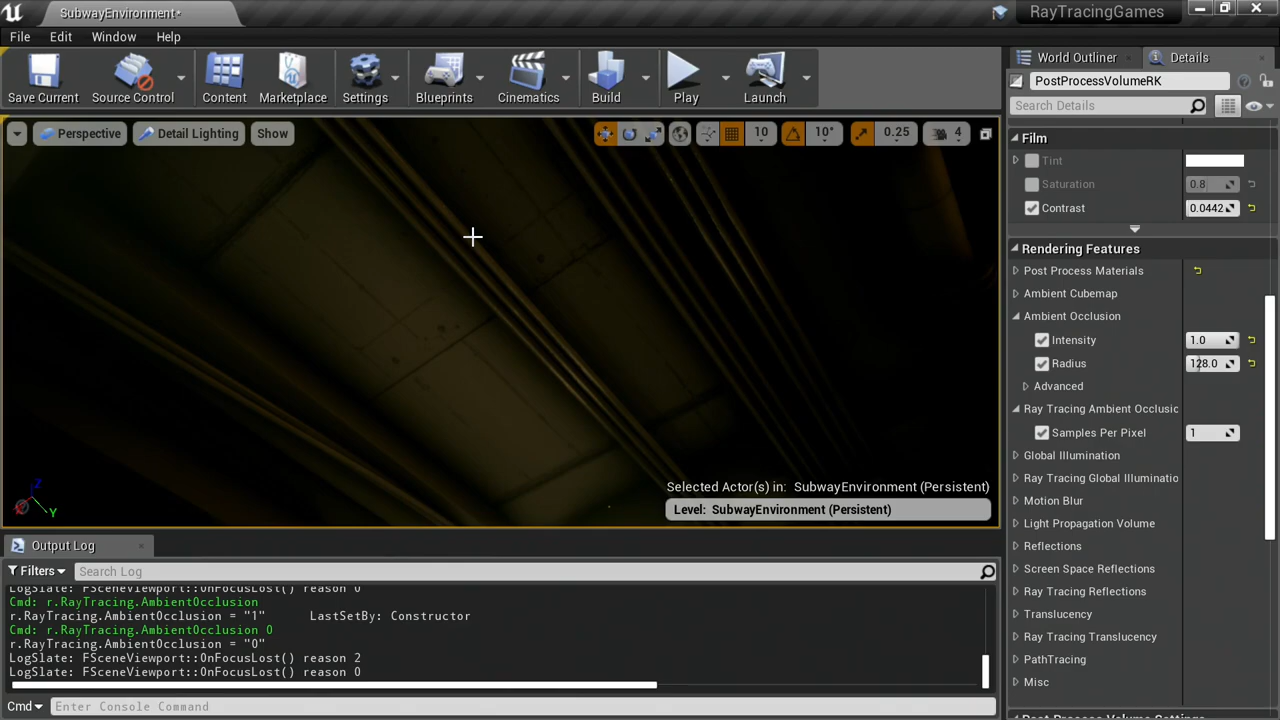 SubwayEnvironment*
RayTracingGames
File Edit Window Help
Save Current Source Control Content Marketplace Settings Blueprints Cinematics Build Play Launch
Perspective Detail Lighting Show 10 10° 0.25 4
Selected Actor(s) in: SubwayEnvironment (Persistent)
Level: SubwayEnvironment (Persistent)
Z
Y
Output Log
Filters Search Log
LogSlate: FSceneViewport::OnFocusLost() reason 0
Cmd: r.RayTracing.AmbientOcclusion
r.RayTracing.AmbientOcclusion = "1" LastSetBy: Constructor
Cmd: r.RayTracing.AmbientOcclusion 0
r.RayTracing.AmbientOcclusion = "0"
LogSlate: FSceneViewport::OnFocusLost() reason 2
LogSlate: FSceneViewport::OnFocusLost() reason 0
Cmd Enter Console Command
World Outliner Details
PostProcessVolumeRK
Search Details
Film
Tint
Saturation 0.8
Contrast 0.0442
Rendering Features
Post Process Materials
Ambient Cubemap
Ambient Occlusion
Intensity 1.0
Radius 128.0
Advanced
Ray Tracing Ambient Occlusic
Samples Per Pixel 1
Global Illumination
Ray Tracing Global Illuminatio
Motion Blur
Light Propagation Volume
Reflections
Screen Space Reflections
Ray Tracing Reflections
Translucency
Ray Tracing Translucency
PathTracing
Misc